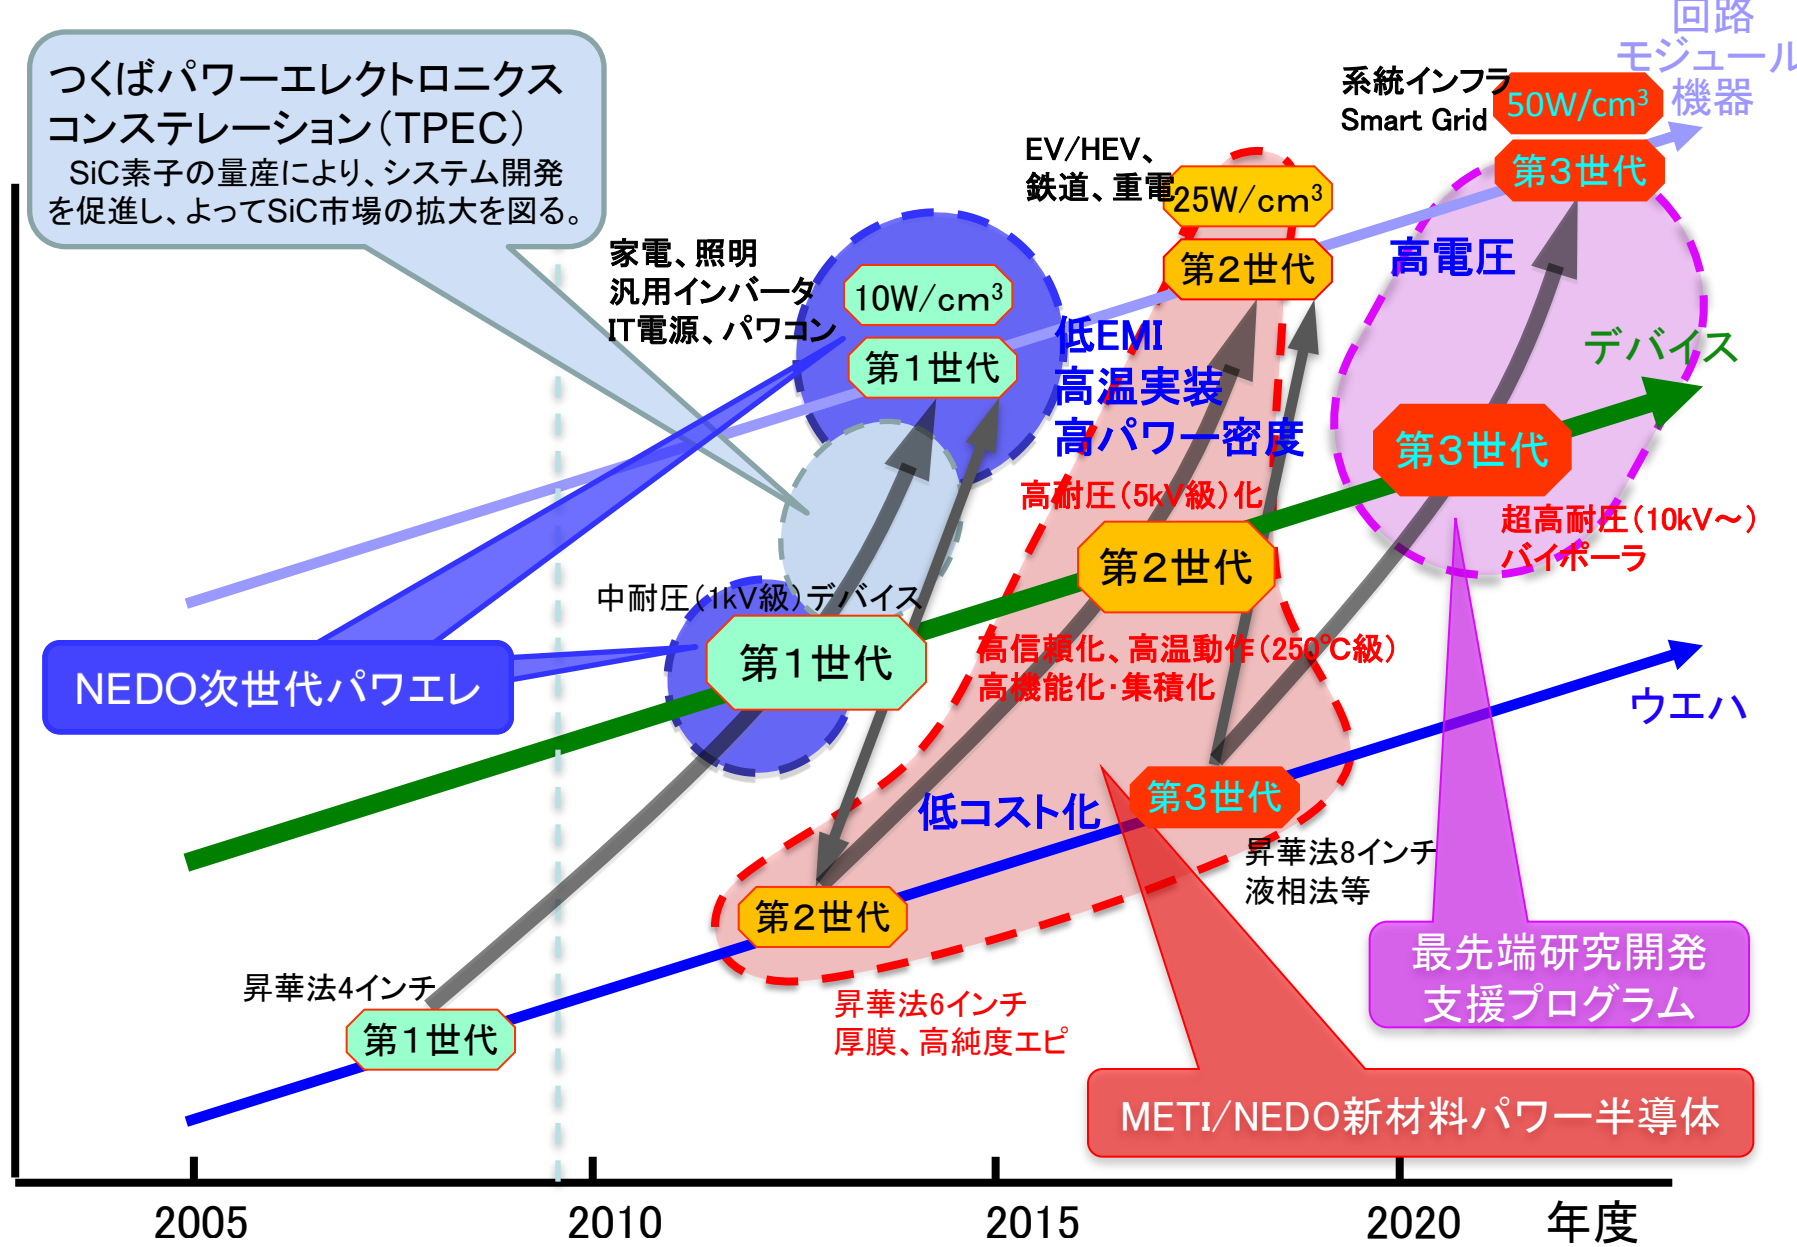 回路
モジュール
機器
つくばパワーエレクトロニクス
コンステレーション（TPEC）
SiC素子の量産により、システム開発
を促進し、よってSiC市場の拡大を図る。
系統インフラ
Smart Grid
50W/cm³
第３世代
EV/HEV、
鉄道、重電
25W/cm³
第２世代
家電、照明
汎用インバータ
IT電源、パワコン
10W/cm³
第１世代
高電圧
低EMI
高温実装
高パワー密度
デバイス
第３世代
高耐圧（5kV級）化
超高耐圧（10kV～）
バイポーラ
第２世代
中耐圧（1kV級）デバイス
第１世代
高信頼化、高温動作（250℃級）
高機能化・集積化
NEDO次世代パワエレ
ウエハ
第３世代
低コスト化
昇華法8インチ
液相法等
第２世代
最先端研究開発
支援プログラム
昇華法4インチ
昇華法6インチ
厚膜、高純度エピ
第１世代
METI/NEDO新材料パワー半導体
2005
2010
2015
2020
年度